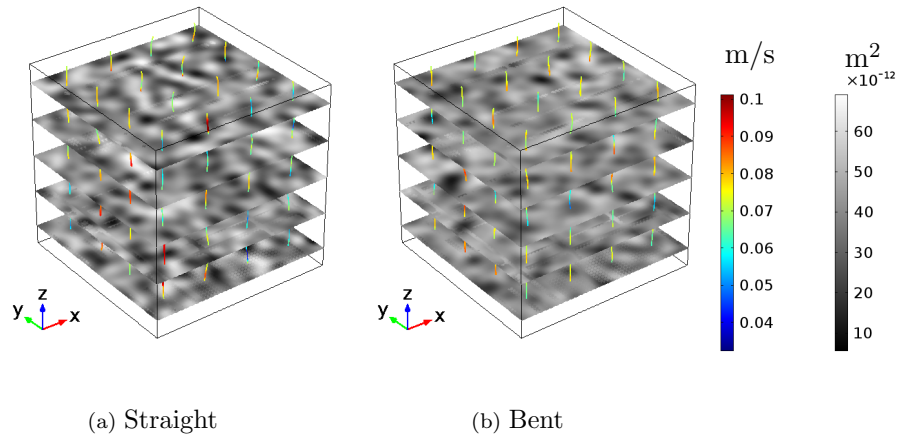 m/s
m²
×10⁻¹²
0.1
0.09
0.08
0.07
0.06
0.05
0.04
60
50
40
30
20
10
z
y
x
z
y
x
(a) Straight
(b) Bent